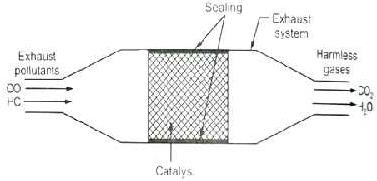 Sealing
Exhaust
system
Exhaust
pollutants
Harmless
gases
CO
HC
CO2
H2O
Catalys.